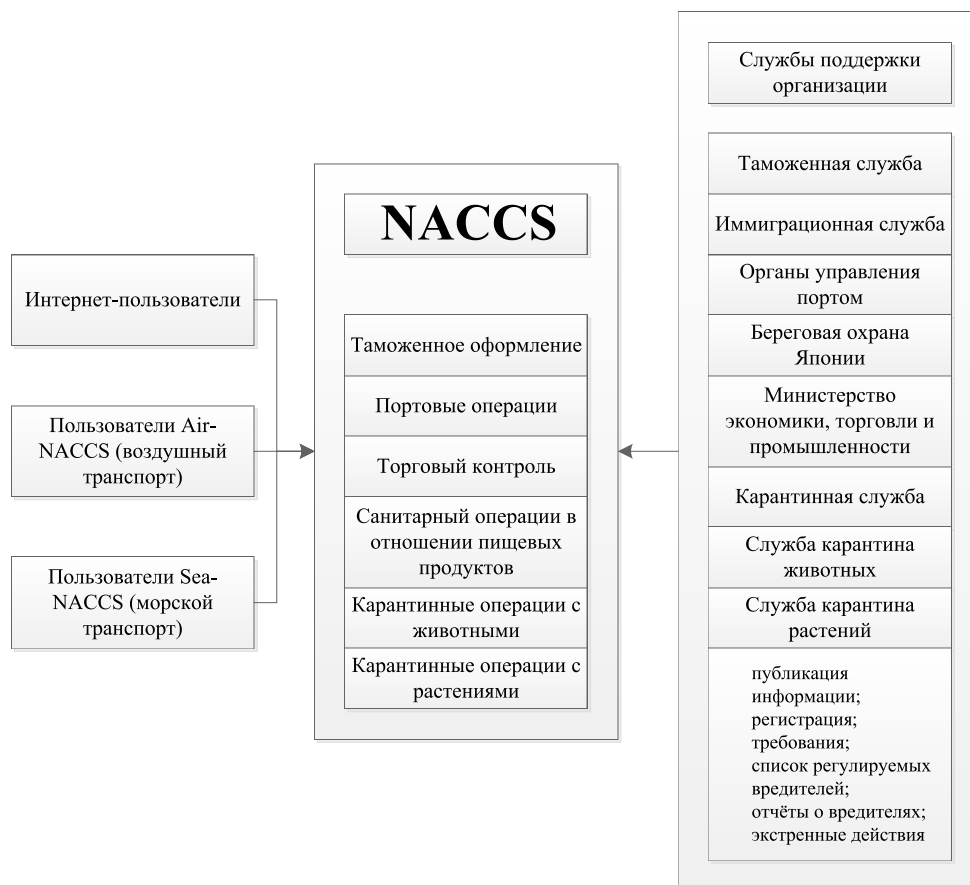 Интернет-пользователи
Пользователи Air-
NACCS (воздушный
транспорт)
Пользователи Sea-
NACCS (морской
транспорт)
NACCS
Таможенное оформление
Портовые операции
Торговый контроль
Санитарный операции в
отношении пищевых
продуктов
Карантинные операции с
животными
Карантинные операции с
растениями
Службы поддержки
организации
Таможенная служба
Иммиграционная служба
Органы управления
портом
Береговая охрана
Японии
Министерство
экономики, торговли и
промышленности
Карантинная служба
Служба карантина
животных
Служба карантина
растений
публикация
информации;
регистрация;
требования;
список регулируемых
вредителей;
отчёты о вредителях;
экстренные действия